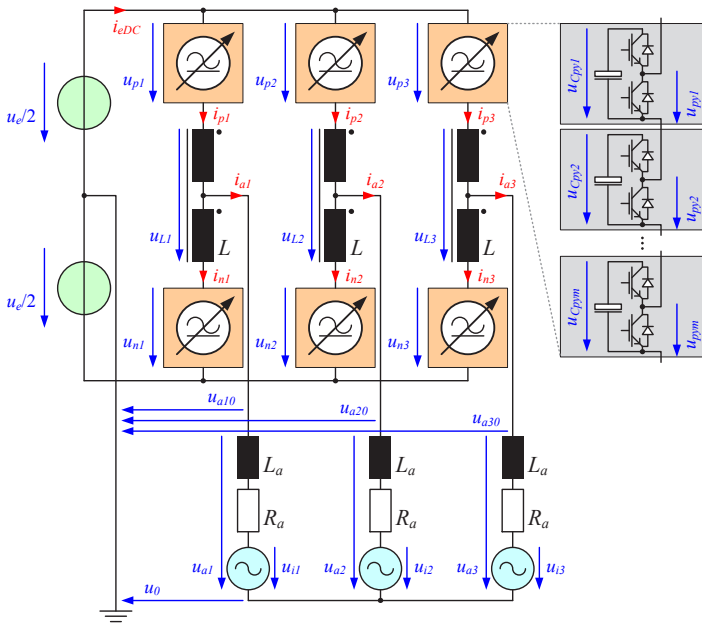 i_eDC
u_p1
u_p2
u_p3
u_Cpy1
u_py1
u_e/2
i_p1
i_p2
i_p3
u_Cpy2
u_py2
i_a1
i_a2
i_a3
u_L1
L
u_L2
L
u_L3
L
...
u_e/2
i_n1
i_n2
i_n3
u_Cpym
u_pym
u_n1
u_n2
u_n3
u_a10
u_a20
u_a30
L_a
L_a
L_a
R_a
R_a
R_a
u_a1
u_i1
u_a2
u_i2
u_a3
u_i3
u_0